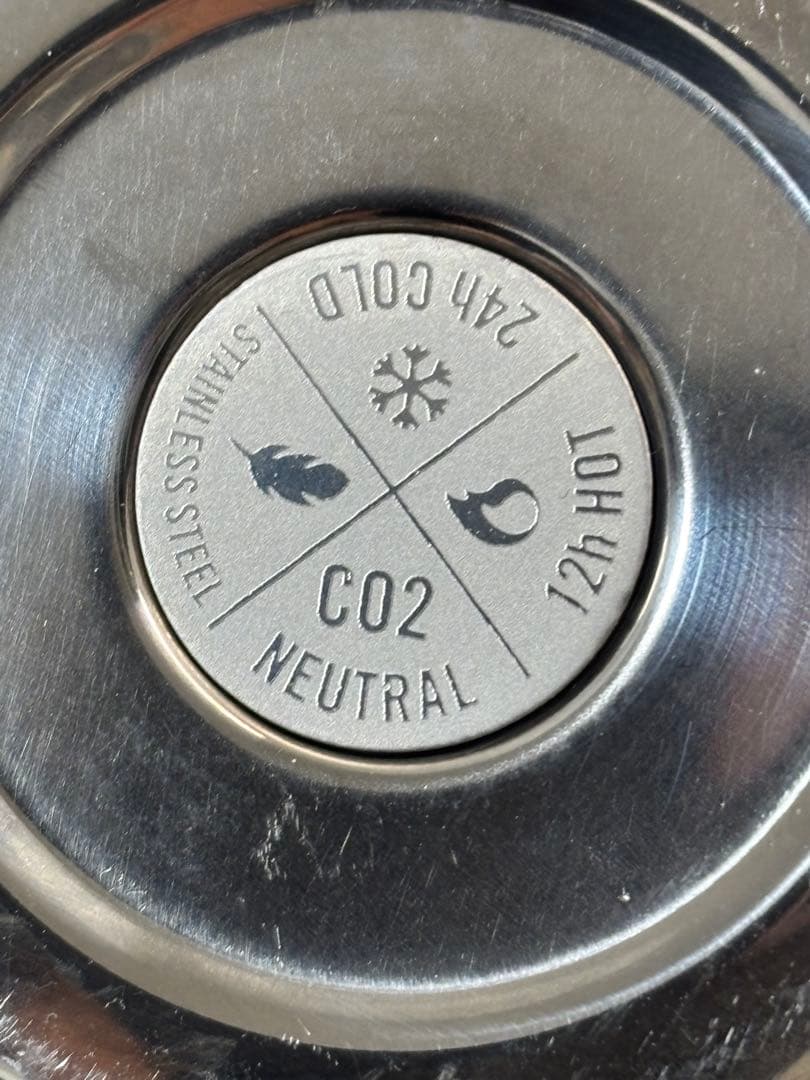 24h COLD
12h HOT
CO2
NEUTRAL
STAINLESS STEEL